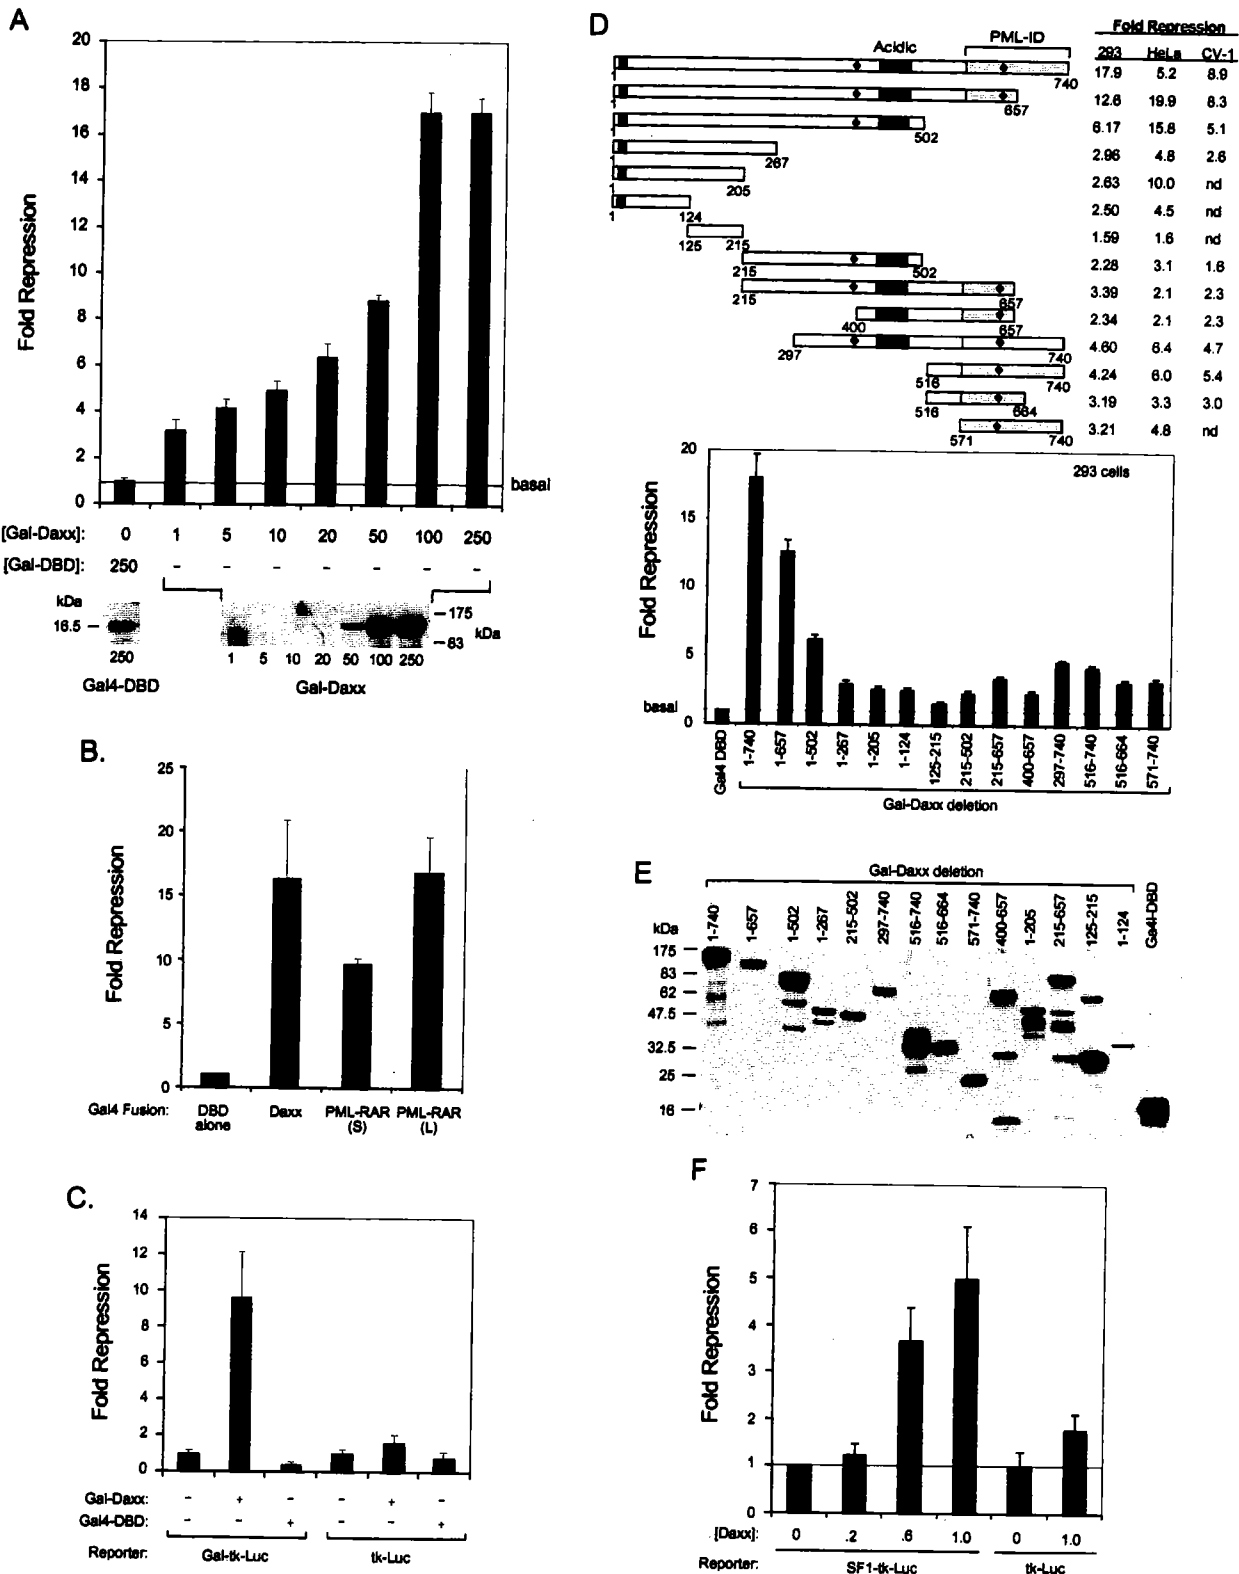 A
20
18
16
14
12
10
8
6
4
2
0
Fold Repression
basal
[Gal-Daxx]: 0 1 5 10 20 50 100 250
[Gal-DBD]: 250 - - - - - - -
kDa
16.5
175
63 kDa
250 1 5 10 20 50 100 250
Gal4-DBD Gal-Daxx
B.
25
20
15
10
5
0
Fold Repression
Gal4 Fusion: DBD alone Daxx PML-RAR (S) PML-RAR (L)
C.
14
12
10
8
6
4
2
0
Fold Repression
Gal-Daxx: - + - - + -
Gal4-DBD: - - + - - +
Reporter: Gal-tk-Luc tk-Luc
D
Fold Repression
Acidic PML-ID
293 HeLa CV-1
740 17.9 5.2 8.9
657 12.6 19.9 8.3
502 6.17 15.8 5.1
267 2.96 4.8 2.6
205 2.63 10.0 nd
1 124 2.50 4.5 nd
125 215 1.59 1.6 nd
215 502 2.28 3.1 1.6
215 657 3.39 2.1 2.3
400 657 2.34 2.1 2.3
297 740 4.60 6.4 4.7
516 740 4.24 6.0 5.4
516 664 3.19 3.3 3.0
571 740 3.21 4.8 nd
20
15
10
5
0
Fold Repression
293 cells
basal
Gal4 DBD 1-740 1-657 1-502 1-267 1-205 1-124 125-215 215-502 215-657 400-657 297-740 516-740 516-664 571-740
Gal-Daxx deletion
E
Gal-Daxx deletion
kDa 1-740 1-657 1-502 1-267 215-502 297-740 516-740 516-664 571-740 400-657 1-205 215-657 125-215 1-124 Gal4-DBD
175
83
62
47.5
32.5
25
16
F
7
6
5
4
3
2
1
0
Fold Repression
[Daxx]: 0 .2 .6 1.0 0 1.0
Reporter: SF1-tk-Luc tk-Luc